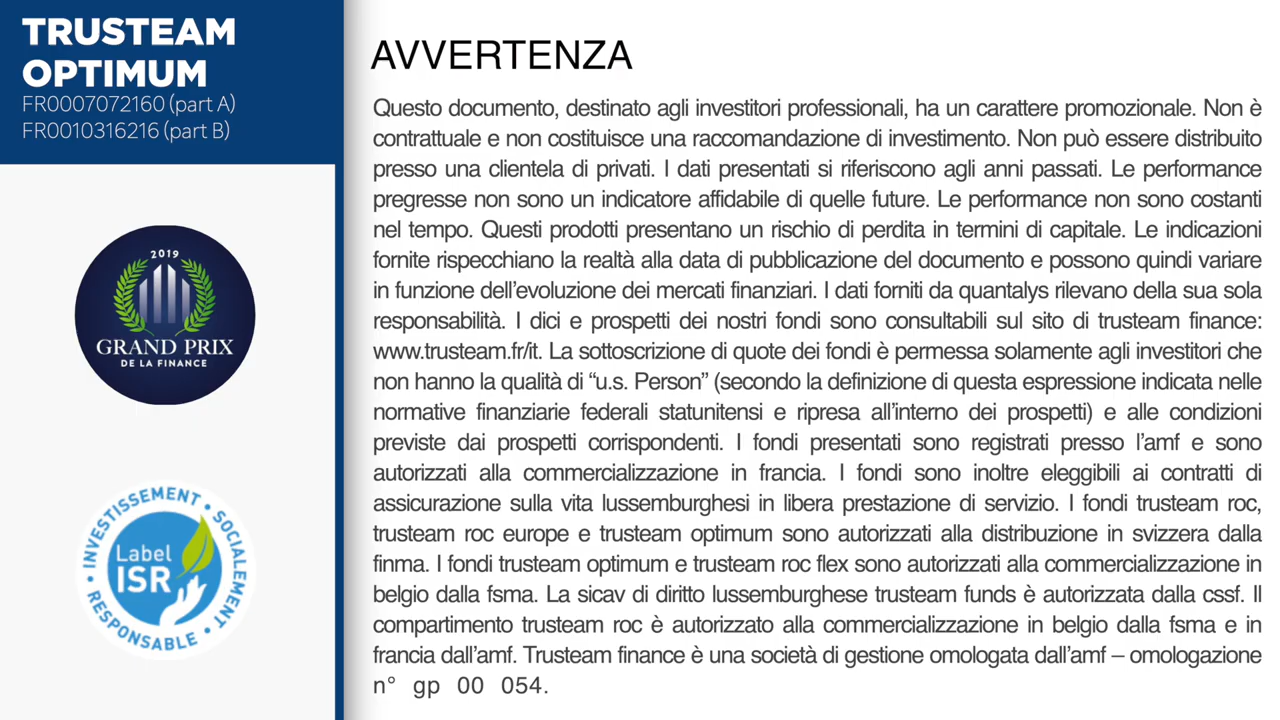 TRUSTEAM
OPTIMUM
FR0007072160 (part A)
FR0010316216 (part B)
2019
GRAND PRIX
DE LA FINANCE
INVESTISSEMENT • SOCIALEMENT • RESPONSABLE •
Label
ISR
AVVERTENZA
Questo documento, destinato agli investitori professionali, ha un carattere promozionale. Non è
contrattuale e non costituisce una raccomandazione di investimento. Non può essere distribuito
presso una clientela di privati. I dati presentati si riferiscono agli anni passati. Le performance
pregresse non sono un indicatore affidabile di quelle future. Le performance non sono costanti
nel tempo. Questi prodotti presentano un rischio di perdita in termini di capitale. Le indicazioni
fornite rispecchiano la realtà alla data di pubblicazione del documento e possono quindi variare
in funzione dell’evoluzione dei mercati finanziari. I dati forniti da quantalys rilevano della sua sola
responsabilità. I dici e prospetti dei nostri fondi sono consultabili sul sito di trusteam finance:
www.trusteam.fr/it. La sottoscrizione di quote dei fondi è permessa solamente agli investitori che
non hanno la qualità di “u.s. Person” (secondo la definizione di questa espressione indicata nelle
normative finanziarie federali statunitensi e ripresa all’interno dei prospetti) e alle condizioni
previste dai prospetti corrispondenti. I fondi presentati sono registrati presso l’amf e sono
autorizzati alla commercializzazione in francia. I fondi sono inoltre eleggibili ai contratti di
assicurazione sulla vita lussemburghesi in libera prestazione di servizio. I fondi trusteam roc,
trusteam roc europe e trusteam optimum sono autorizzati alla distribuzione in svizzera dalla
finma. I fondi trusteam optimum e trusteam roc flex sono autorizzati alla commercializzazione in
belgio dalla fsma. La sicav di diritto lussemburghese trusteam funds è autorizzata dalla cssf. Il
compartimento trusteam roc è autorizzato alla commercializzazione in belgio dalla fsma e in
francia dall’amf. Trusteam finance è una società di gestione omologata dall’amf – omologazione
n° gp 00 054.